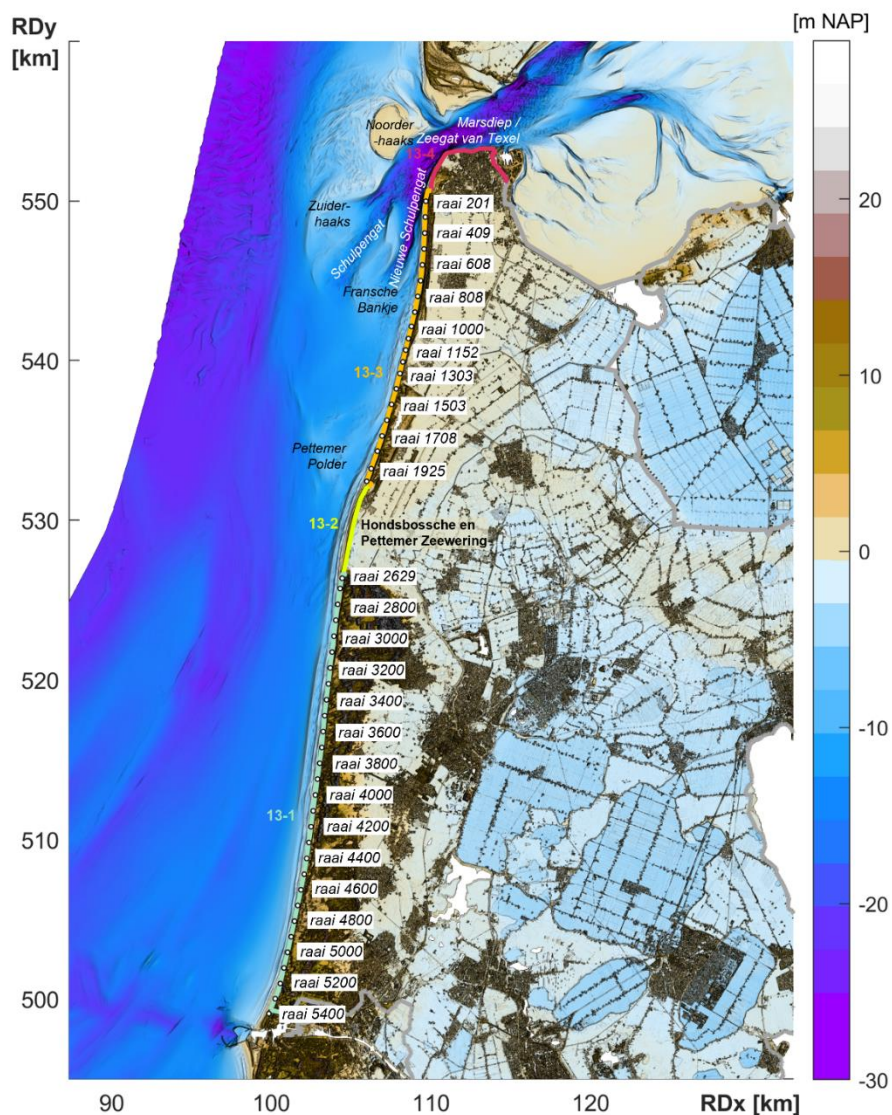 RDy
[km]
[m NAP]
550
540
530
520
510
500
90
100
110
120
RDx [km]
20
10
0
-10
-20
-30
Noorder
-haaks
Marsdiep /
Zeegat van Texel
13-4
Zuider-
haaks
Schulpengat
Nieuwe Schulpengat
Fransche
Bankje
13-3
Pettemer
Polder
13-2
Hondsbossche en
Pettemer Zeewering
13-1
raai 201
raai 409
raai 608
raai 808
raai 1000
raai 1152
raai 1303
raai 1503
raai 1708
raai 1925
raai 2629
raai 2800
raai 3000
raai 3200
raai 3400
raai 3600
raai 3800
raai 4000
raai 4200
raai 4400
raai 4600
raai 4800
raai 5000
raai 5200
raai 5400